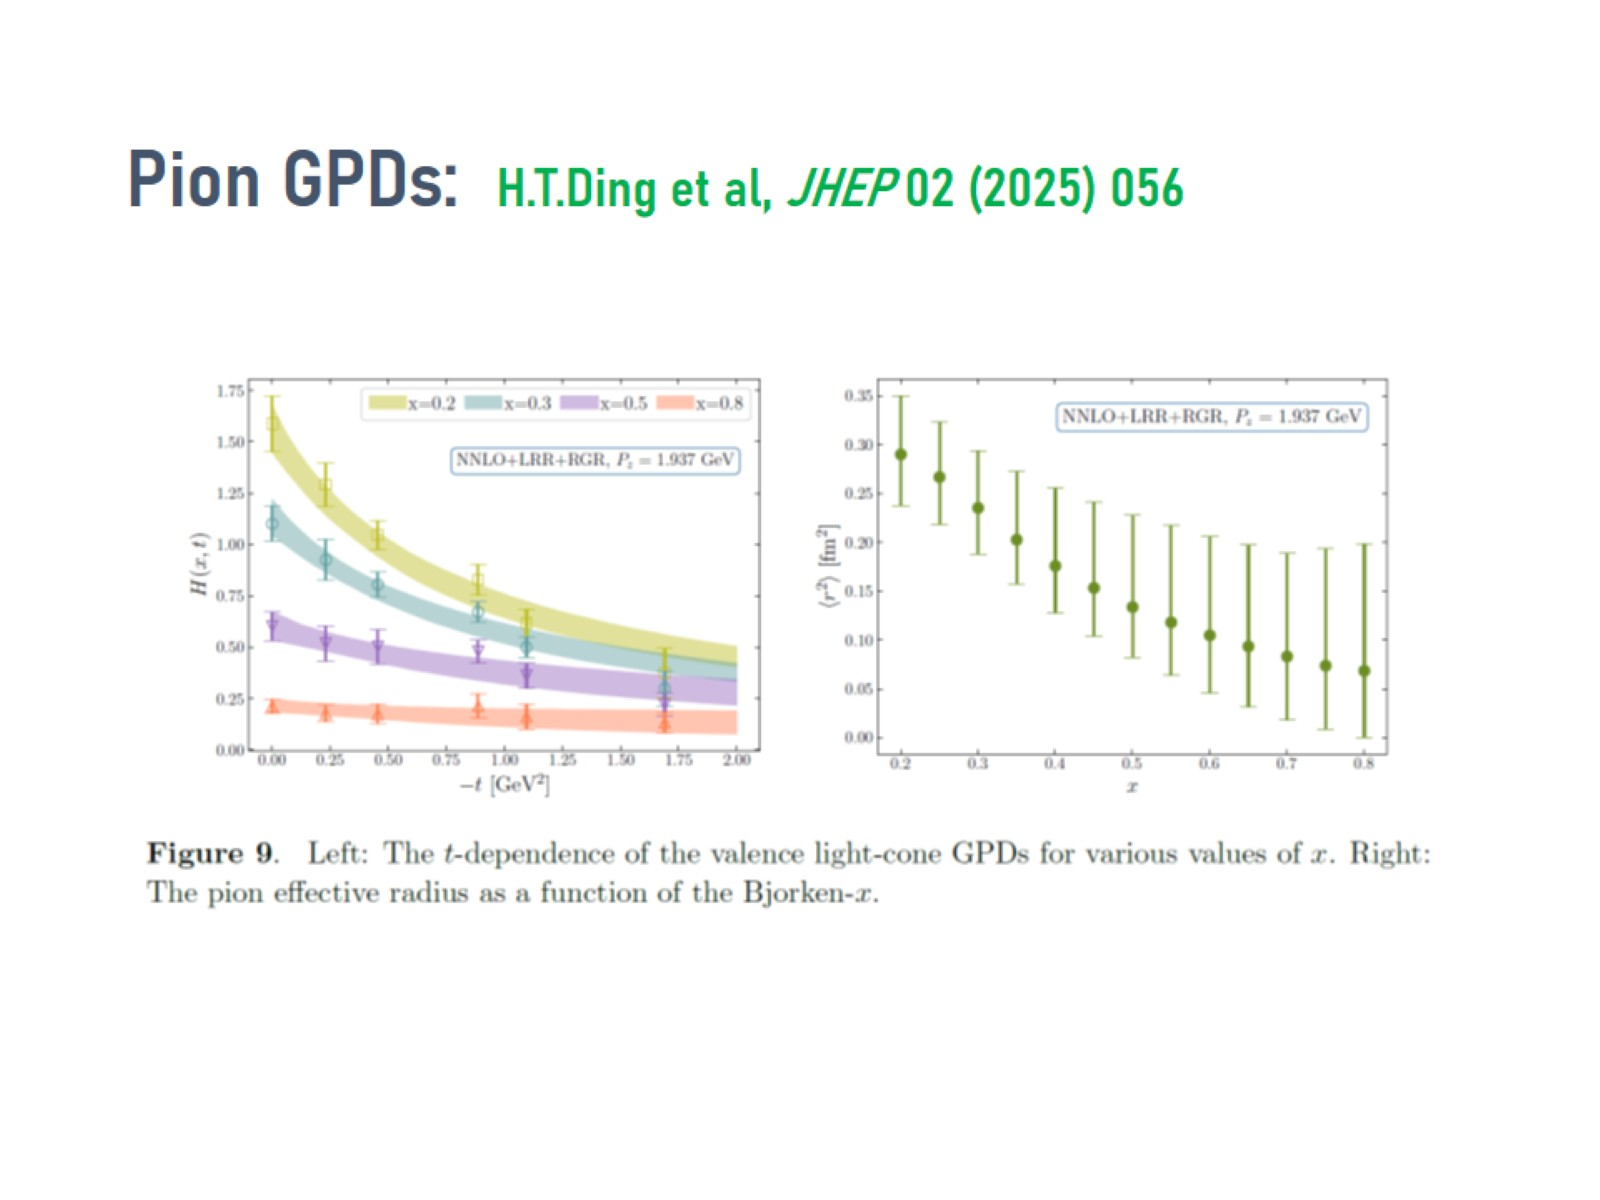 Pion GPDs: H.T.Ding et al, JHEP 02 (2025) 056
1.75
1.50
1.25
1.00
0.75
0.50
0.25
0.00
H(x, t)
x=0.2 x=0.3 x=0.5 x=0.8
NNLO+LRR+RGR, P_z = 1.937 GeV
0.00 0.25 0.50 0.75 1.00 1.25 1.50 1.75 2.00
−t [GeV²]
0.35
0.30
0.25
0.20
0.15
0.10
0.05
0.00
⟨r²⟩ [fm²]
NNLO+LRR+RGR, P_z = 1.937 GeV
0.2 0.3 0.4 0.5 0.6 0.7 0.8
x
Figure 9. Left: The t-dependence of the valence light-cone GPDs for various values of x. Right:
The pion effective radius as a function of the Bjorken-x.